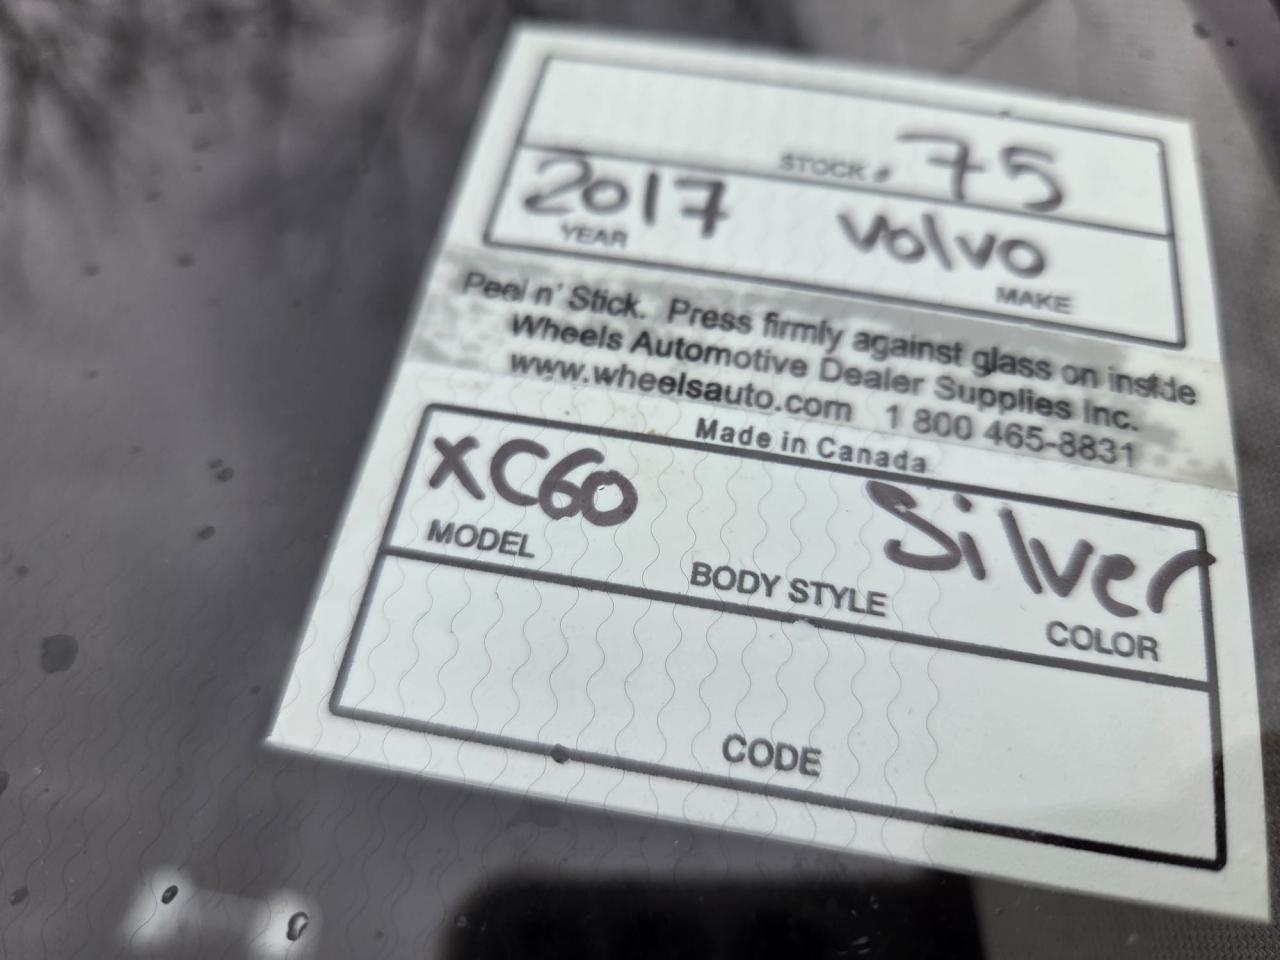 STOCK # 75
2017 Volvo
YEAR MAKE
Peel n' Stick. Press firmly against glass on inside
Wheels Automotive Dealer Supplies Inc.
www.wheelsauto.com 1 800 465-8831
Made in Canada
XC60 Silver
MODEL BODY STYLE COLOR
CODE